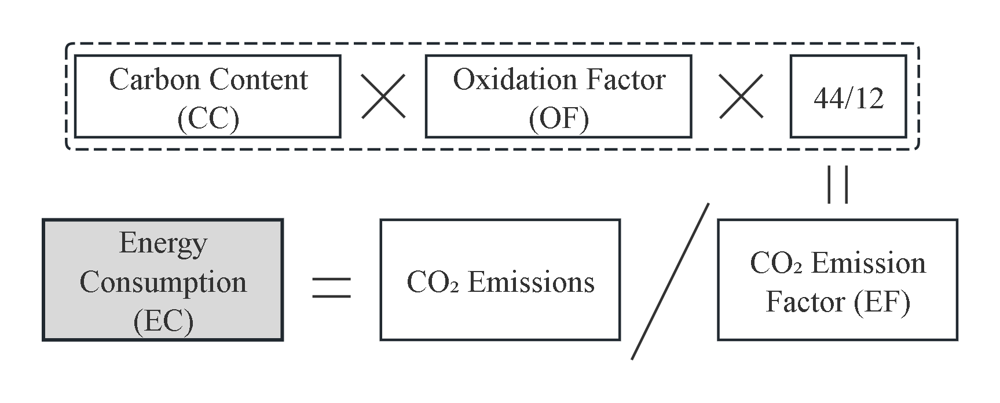 Carbon Content
(CC)
Oxidation Factor
(OF)
44/12
Energy
Consumption
(EC)
CO₂ Emissions
CO₂ Emission
Factor (EF)